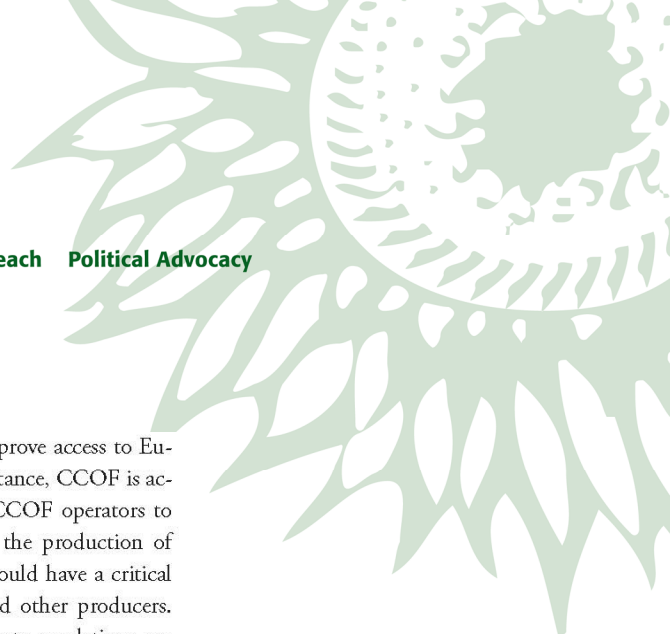 each Political Advocacy
prove access to Eu-
tance, CCOF is ac-
CCOF operators to
the production of
ould have a critical
d other producers.